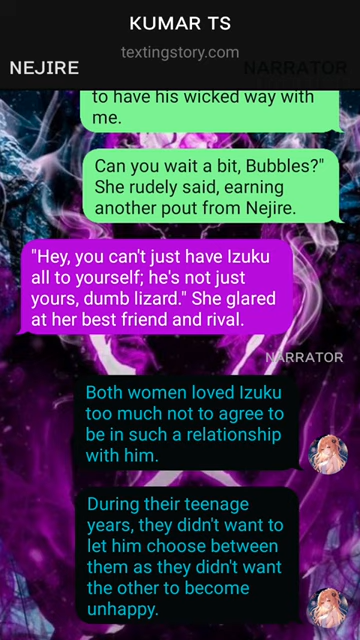 KUMAR TS
textingstory.com
NEJIRE
NARRATOR
to have his wicked way with
me.
Can you wait a bit, Bubbles?"
She rudely said, earning
another pout from Nejire.
"Hey, you can't just have Izuku
all to yourself; he's not just
yours, dumb lizard." She glared
at her best friend and rival.
NARRATOR
Both women loved Izuku
too much not to agree to
be in such a relationship
with him.
During their teenage
years, they didn't want to
let him choose between
them as they didn't want
the other to become
unhappy.